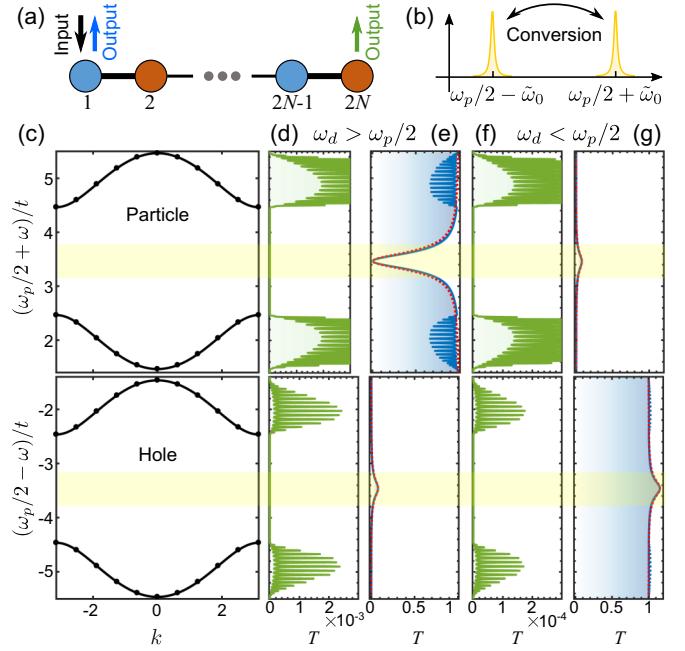 (a)
Input
Output
Output
1
2
2N-1
2N
(b)
Conversion
ω_p/2 − ω̃_0
ω_p/2 + ω̃_0
(c)
(d)
ω_d > ω_p/2
(e)
(f)
ω_d < ω_p/2
(g)
(ω_p/2 + ω)/t
5
4
3
2
Particle
(ω_p/2 − ω)/t
-2
-3
-4
-5
Hole
-2
0
2
k
0
1
2
3
×10⁻³
T
0
0.5
1
T
0
1
2
×10⁻⁴
T
0
0.5
1
T